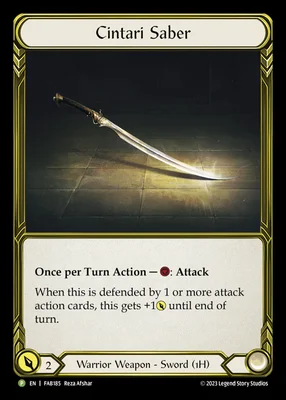 Cintari Saber
Once per Turn Action — : Attack
When this is defended by 1 or more attack
action cards, this gets +1 until end of
turn.
2
Warrior Weapon - Sword (1H)
P EN | FAB185 Reza Afshar
© 2023 Legend Story Studios